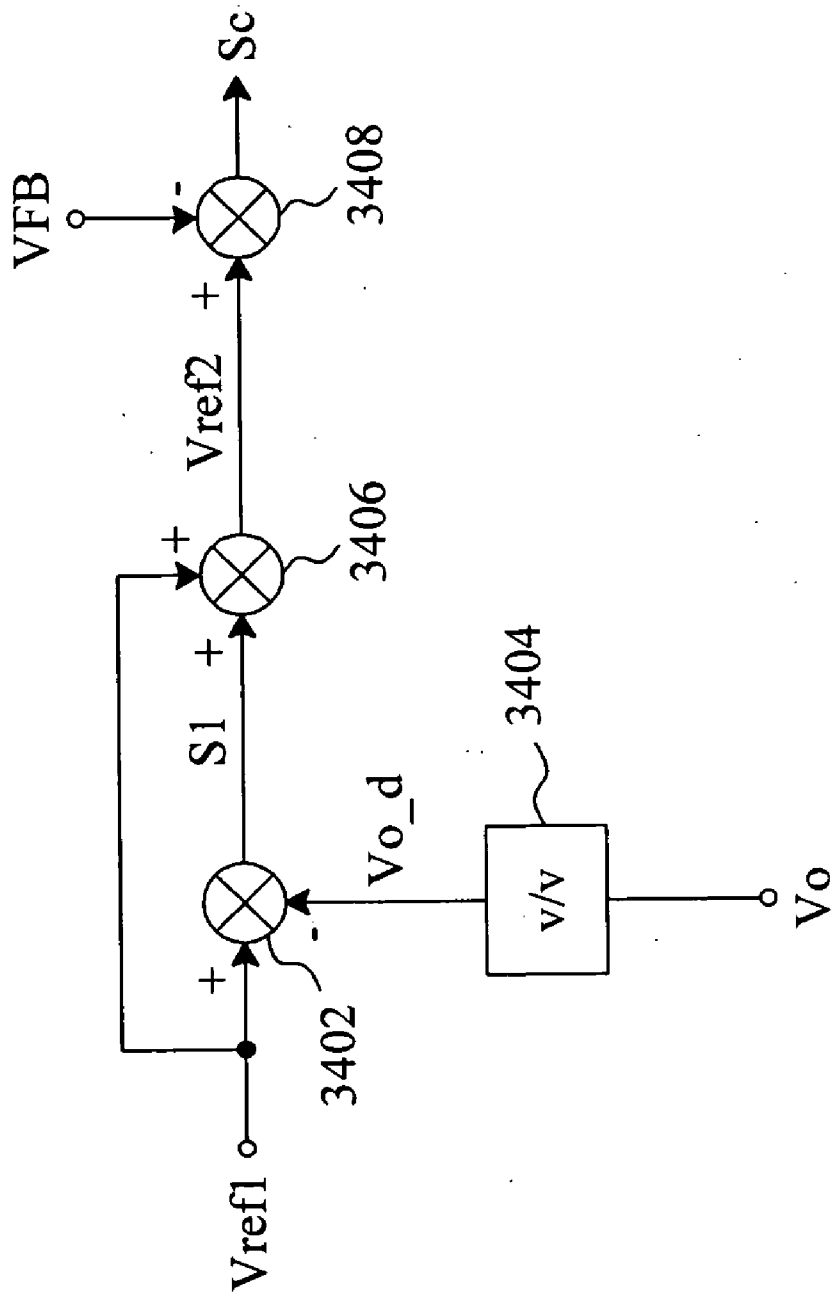 VFB
-
Sc
+
3408
Vref2
+
+
3406
S1
Vo_d
3404
v/v
Vo
-
+
3402
Vref1